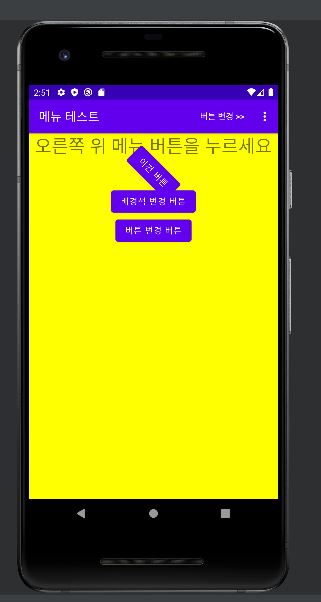 2:51
메뉴 테스트
버튼 변경 >>
오른쪽 위 메뉴 버튼을 누르세요
이건 버튼
배경색 변경 버튼
버튼 변경 버튼